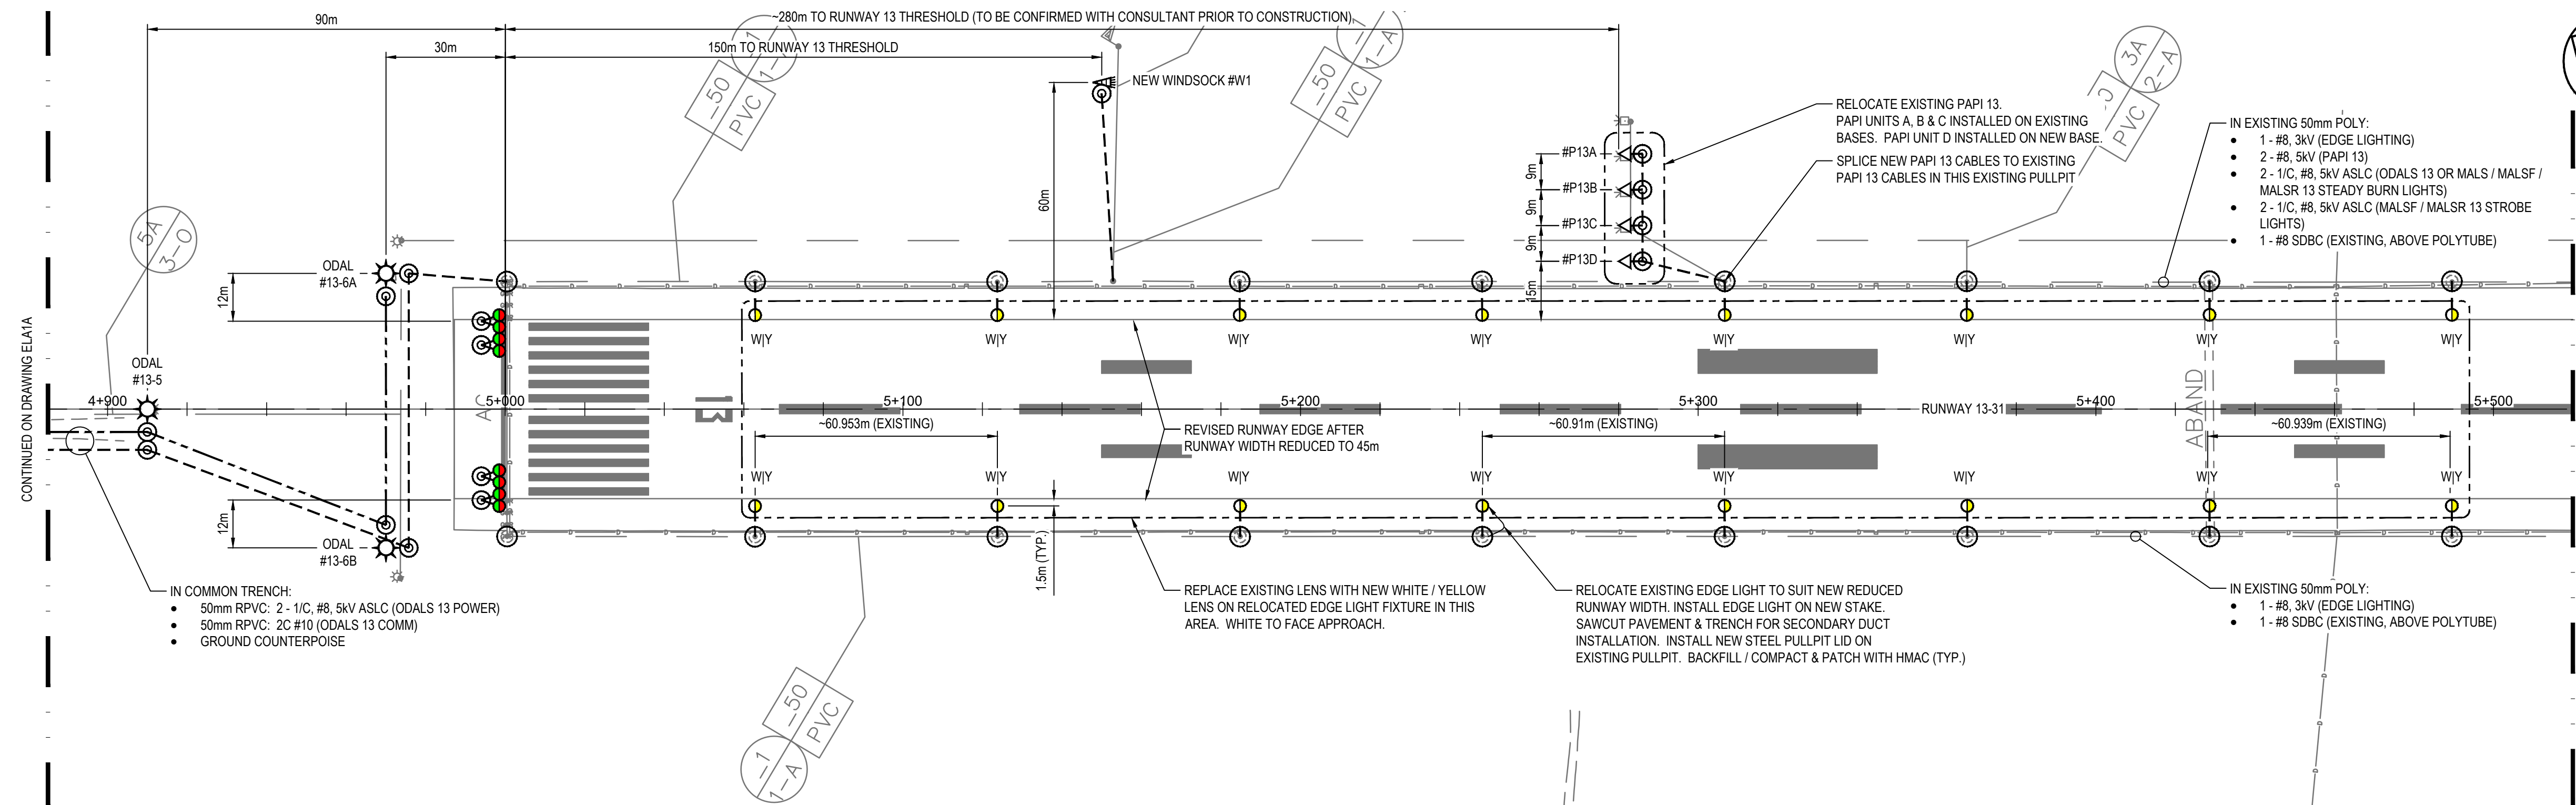 90m
~280m TO RUNWAY 13 THRESHOLD (TO BE CONFIRMED WITH CONSULTANT PRIOR TO CONSTRUCTION)
30m
150m TO RUNWAY 13 THRESHOLD
NEW WINDSOCK #W1
60m
_50
PVC
_1
1-A
_50
PVC
_1
1-A
3A
2-A
PVC
RELOCATE EXISTING PAPI 13.
PAPI UNITS A, B & C INSTALLED ON EXISTING
BASES. PAPI UNIT D INSTALLED ON NEW BASE.
SPLICE NEW PAPI 13 CABLES TO EXISTING
PAPI 13 CABLES IN THIS EXISTING PULLPIT
IN EXISTING 50mm POLY:
• 1 - #8, 3kV (EDGE LIGHTING)
• 2 - #8, 5kV (PAPI 13)
• 2 - 1/C, #8, 5kV ASLC (ODALS 13 OR MALS / MALSF /
MALSR 13 STEADY BURN LIGHTS)
• 2 - 1/C, #8, 5kV ASLC (MALSF / MALSR 13 STROBE
LIGHTS)
• 1 - #8 SDBC (EXISTING, ABOVE POLYTUBE)
#P13A
9m
#P13B
9m
#P13C
9m
#P13D
15m
5A
3-O
ODAL
#13-6A
12m
W|Y
W|Y
W|Y
W|Y
W|Y
W|Y
W|Y
W|Y
CONTINUED ON DRAWING ELA1A
ODAL
#13-5
4+900
AC
5+000
13
5+100
5+200
5+300
RUNWAY 13-31
5+400
ABAND
5+500
~60.953m (EXISTING)
REVISED RUNWAY EDGE AFTER
RUNWAY WIDTH REDUCED TO 45m
~60.91m (EXISTING)
~60.939m (EXISTING)
W|Y
W|Y
W|Y
W|Y
W|Y
W|Y
W|Y
W|Y
12m
ODAL
#13-6B
1.5m (TYP.)
IN COMMON TRENCH:
• 50mm RPVC: 2 - 1/C, #8, 5kV ASLC (ODALS 13 POWER)
• 50mm RPVC: 2C #10 (ODALS 13 COMM)
• GROUND COUNTERPOISE
REPLACE EXISTING LENS WITH NEW WHITE / YELLOW
LENS ON RELOCATED EDGE LIGHT FIXTURE IN THIS
AREA. WHITE TO FACE APPROACH.
RELOCATE EXISTING EDGE LIGHT TO SUIT NEW REDUCED
RUNWAY WIDTH. INSTALL EDGE LIGHT ON NEW STAKE.
SAWCUT PAVEMENT & TRENCH FOR SECONDARY DUCT
INSTALLATION. INSTALL NEW STEEL PULLPIT LID ON
EXISTING PULLPIT. BACKFILL / COMPACT & PATCH WITH HMAC (TYP.)
IN EXISTING 50mm POLY:
• 1 - #8, 3kV (EDGE LIGHTING)
• 1 - #8 SDBC (EXISTING, ABOVE POLYTUBE)
_50
PVC
_1
1-A